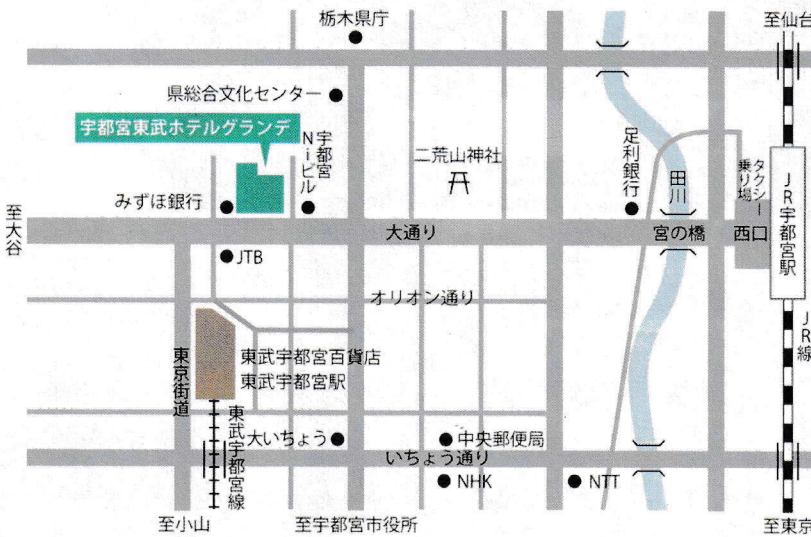 栃木県庁
至仙台
県総合文化センター
宇都宮東武ホテルグランデ
宇都宮
Niビル
二荒山神社
足利銀行
田川
タクシー
乗り場
JR宇都宮駅
みずほ銀行
至大谷
大通り
宮の橋
西口
JTB
オリオン通り
JR線
東京街道
東武宇都宮百貨店
東武宇都宮駅
東武宇都宮線
大いちょう
中央郵便局
いちょう通り
NHK
NTT
至小山
至宇都宮市役所
至東京